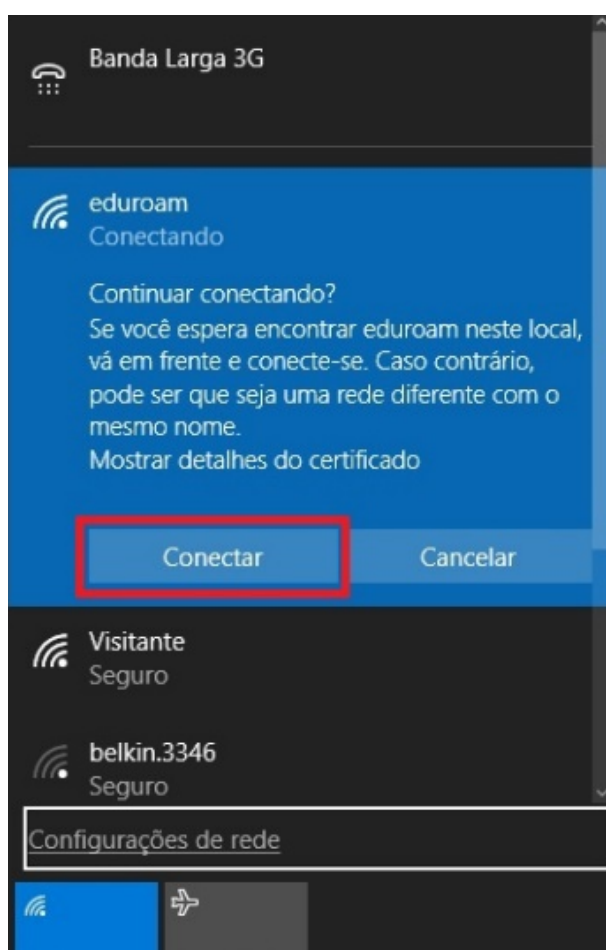 Banda Larga 3G
eduroam
Conectando
Continuar conectando?
Se você espera encontrar eduroam neste local,
vá em frente e conecte-se. Caso contrário,
pode ser que seja uma rede diferente com o
mesmo nome.
Mostrar detalhes do certificado
Conectar
Cancelar
Visitante
Seguro
belkin.3346
Seguro
Configurações de rede